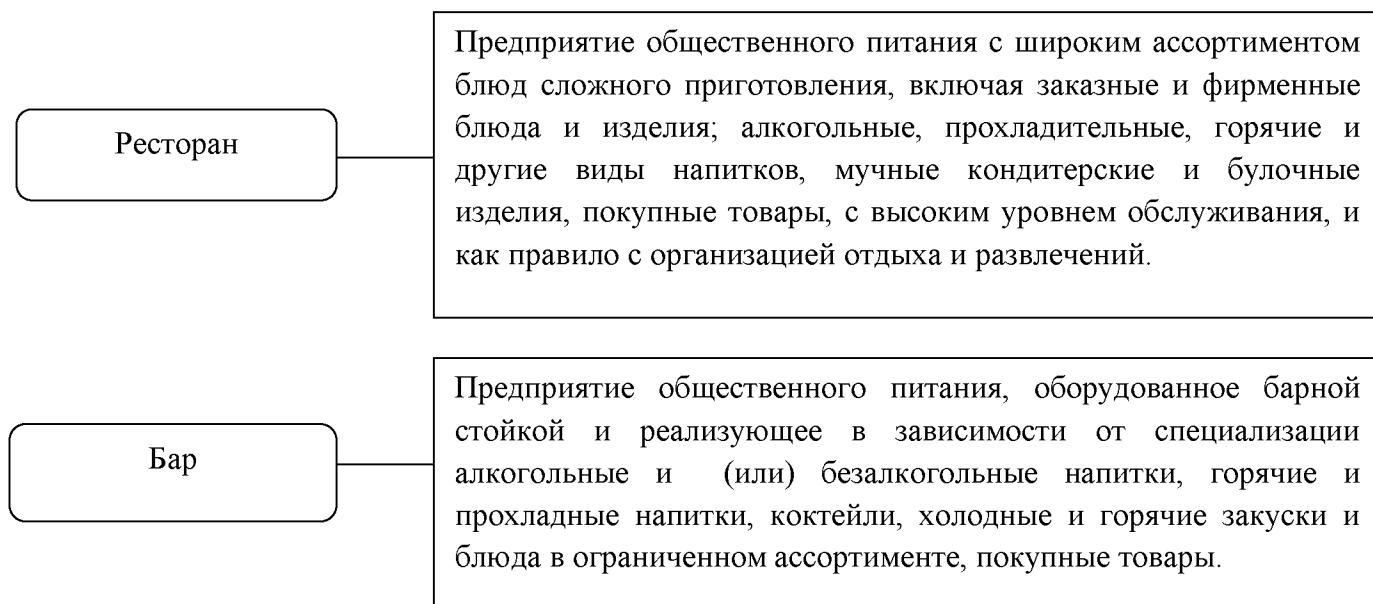 Ресторан
Предприятие общественного питания с широким ассортиментом
блюд сложного приготовления, включая заказные и фирменные
блюда и изделия; алкогольные, прохладительные, горячие и
другие виды напитков, мучные кондитерские и булочные
изделия, покупные товары, с высоким уровнем обслуживания, и
как правило с организацией отдыха и развлечений.
Бар
Предприятие общественного питания, оборудованное барной
стойкой и реализующее в зависимости от специализации
алкогольные и (или) безалкогольные напитки, горячие и
прохладные напитки, коктейли, холодные и горячие закуски и
блюда в ограниченном ассортименте, покупные товары.